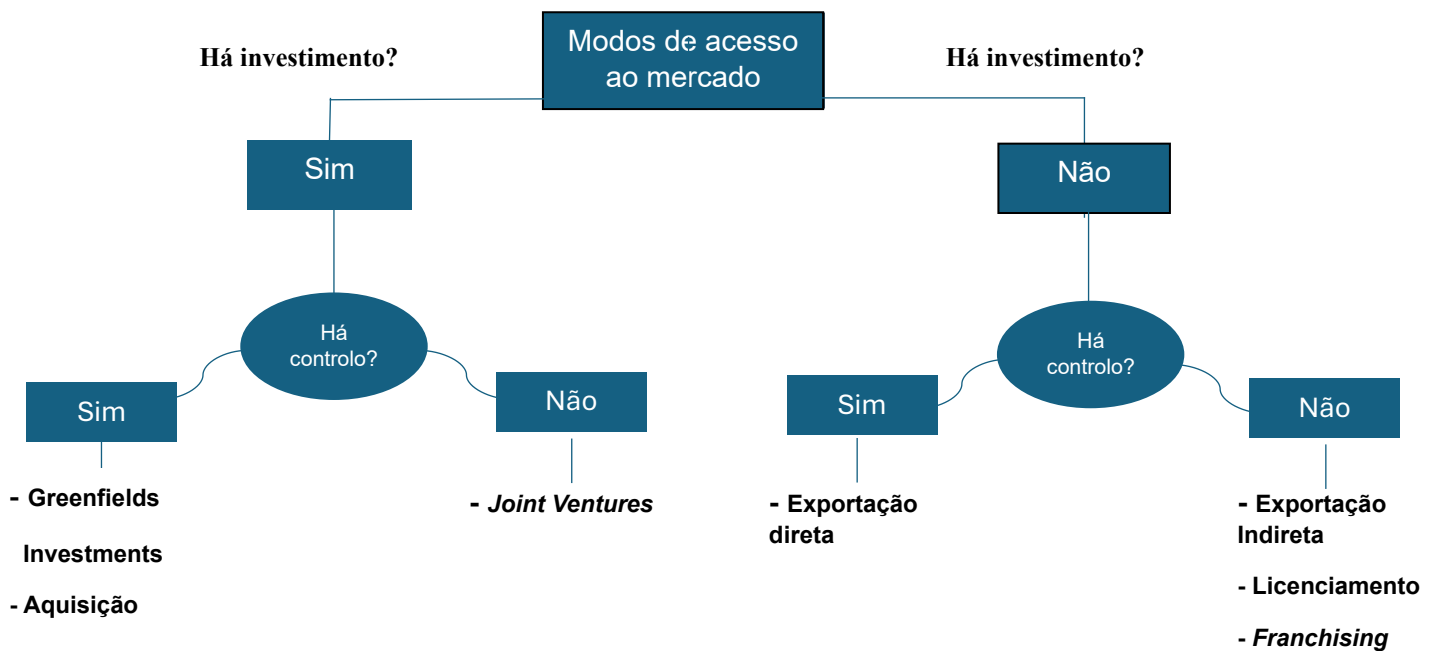 Modos de acesso
ao mercado
Há investimento?
Há investimento?
Sim
Não
Há
controlo?
Há
controlo?
Sim
Não
Sim
Não
- Greenfields
Investments
- Aquisição
- Joint Ventures
- Exportação
direta
- Exportação
Indireta
- Licenciamento
- Franchising